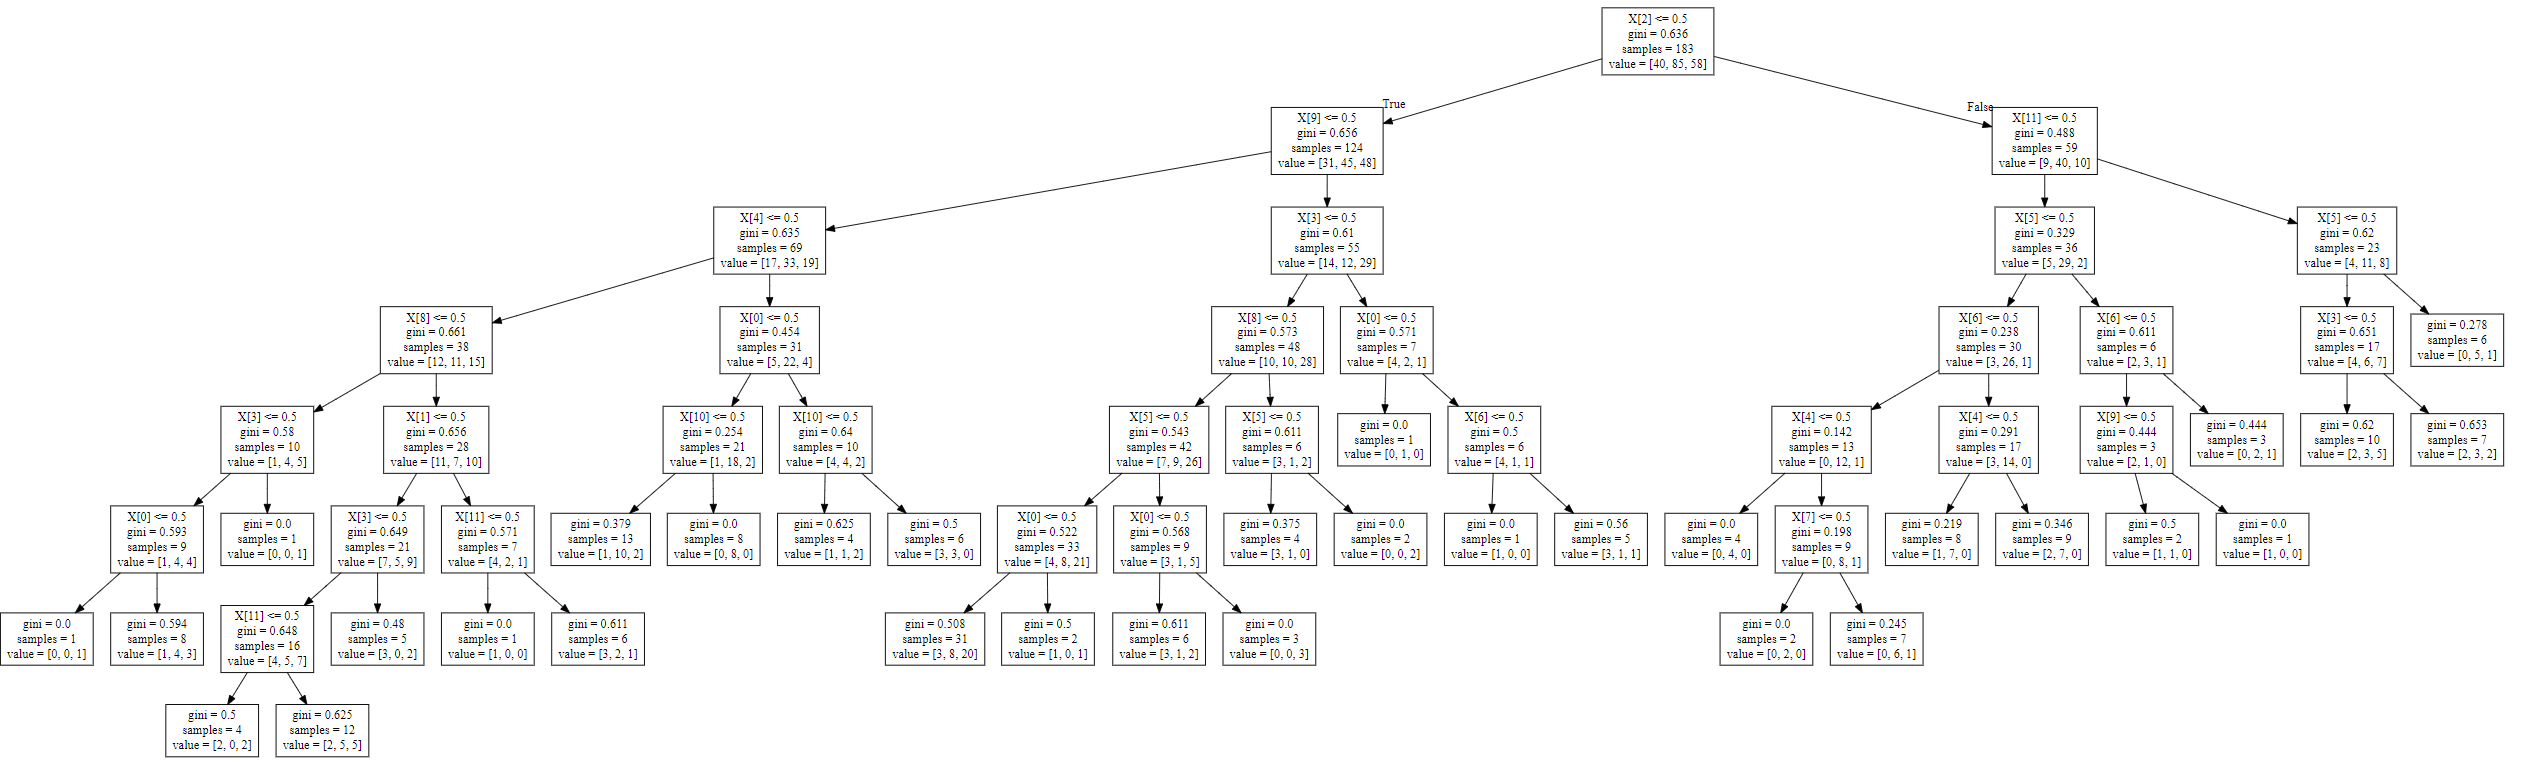 X[2] <= 0.5
gini = 0.636
samples = 183
value = [40, 85, 58]
True
False
X[9] <= 0.5
gini = 0.656
samples = 124
value = [31, 45, 48]
X[11] <= 0.5
gini = 0.488
samples = 59
value = [9, 40, 10]
X[4] <= 0.5
gini = 0.635
samples = 69
value = [17, 33, 19]
X[3] <= 0.5
gini = 0.61
samples = 55
value = [14, 12, 29]
X[5] <= 0.5
gini = 0.329
samples = 36
value = [5, 29, 2]
X[5] <= 0.5
gini = 0.62
samples = 23
value = [4, 11, 8]
X[8] <= 0.5
gini = 0.661
samples = 38
value = [12, 11, 15]
X[0] <= 0.5
gini = 0.454
samples = 31
value = [5, 22, 4]
X[8] <= 0.5
gini = 0.573
samples = 48
value = [10, 10, 28]
X[0] <= 0.5
gini = 0.571
samples = 7
value = [4, 2, 1]
X[6] <= 0.5
gini = 0.238
samples = 30
value = [3, 26, 1]
X[6] <= 0.5
gini = 0.611
samples = 6
value = [2, 3, 1]
X[3] <= 0.5
gini = 0.651
samples = 17
value = [4, 6, 7]
gini = 0.278
samples = 6
value = [0, 5, 1]
X[3] <= 0.5
gini = 0.58
samples = 10
value = [1, 4, 5]
X[1] <= 0.5
gini = 0.656
samples = 28
value = [11, 7, 10]
X[10] <= 0.5
gini = 0.254
samples = 21
value = [1, 18, 2]
X[10] <= 0.5
gini = 0.64
samples = 10
value = [4, 4, 2]
X[5] <= 0.5
gini = 0.543
samples = 42
value = [7, 9, 26]
X[5] <= 0.5
gini = 0.611
samples = 6
value = [3, 1, 2]
gini = 0.0
samples = 1
value = [0, 1, 0]
X[6] <= 0.5
gini = 0.5
samples = 6
value = [4, 1, 1]
X[4] <= 0.5
gini = 0.142
samples = 13
value = [0, 12, 1]
X[4] <= 0.5
gini = 0.291
samples = 17
value = [3, 14, 0]
X[9] <= 0.5
gini = 0.444
samples = 3
value = [2, 1, 0]
gini = 0.444
samples = 3
value = [0, 2, 1]
gini = 0.62
samples = 10
value = [2, 3, 5]
gini = 0.653
samples = 7
value = [2, 3, 2]
X[0] <= 0.5
gini = 0.593
samples = 9
value = [1, 4, 4]
gini = 0.0
samples = 1
value = [0, 0, 1]
X[3] <= 0.5
gini = 0.649
samples = 21
value = [7, 5, 9]
X[11] <= 0.5
gini = 0.571
samples = 7
value = [4, 2, 1]
gini = 0.379
samples = 13
value = [1, 10, 2]
gini = 0.0
samples = 8
value = [0, 8, 0]
gini = 0.625
samples = 4
value = [1, 1, 2]
gini = 0.5
samples = 6
value = [3, 3, 0]
X[0] <= 0.5
gini = 0.522
samples = 33
value = [4, 8, 21]
X[0] <= 0.5
gini = 0.568
samples = 9
value = [3, 1, 5]
gini = 0.375
samples = 4
value = [3, 1, 0]
gini = 0.0
samples = 2
value = [0, 0, 2]
gini = 0.0
samples = 1
value = [1, 0, 0]
gini = 0.56
samples = 5
value = [3, 1, 1]
gini = 0.0
samples = 4
value = [0, 4, 0]
X[7] <= 0.5
gini = 0.198
samples = 9
value = [0, 8, 1]
gini = 0.219
samples = 8
value = [1, 7, 0]
gini = 0.346
samples = 9
value = [2, 7, 0]
gini = 0.5
samples = 2
value = [1, 1, 0]
gini = 0.0
samples = 1
value = [1, 0, 0]
gini = 0.0
samples = 1
value = [0, 0, 1]
gini = 0.594
samples = 8
value = [1, 4, 3]
X[11] <= 0.5
gini = 0.648
samples = 16
value = [4, 5, 7]
gini = 0.48
samples = 5
value = [3, 0, 2]
gini = 0.0
samples = 1
value = [1, 0, 0]
gini = 0.611
samples = 6
value = [3, 2, 1]
gini = 0.508
samples = 31
value = [3, 8, 20]
gini = 0.5
samples = 2
value = [1, 0, 1]
gini = 0.611
samples = 6
value = [3, 1, 2]
gini = 0.0
samples = 3
value = [0, 0, 3]
gini = 0.0
samples = 2
value = [0, 2, 0]
gini = 0.245
samples = 7
value = [0, 6, 1]
gini = 0.5
samples = 4
value = [2, 0, 2]
gini = 0.625
samples = 12
value = [2, 5, 5]